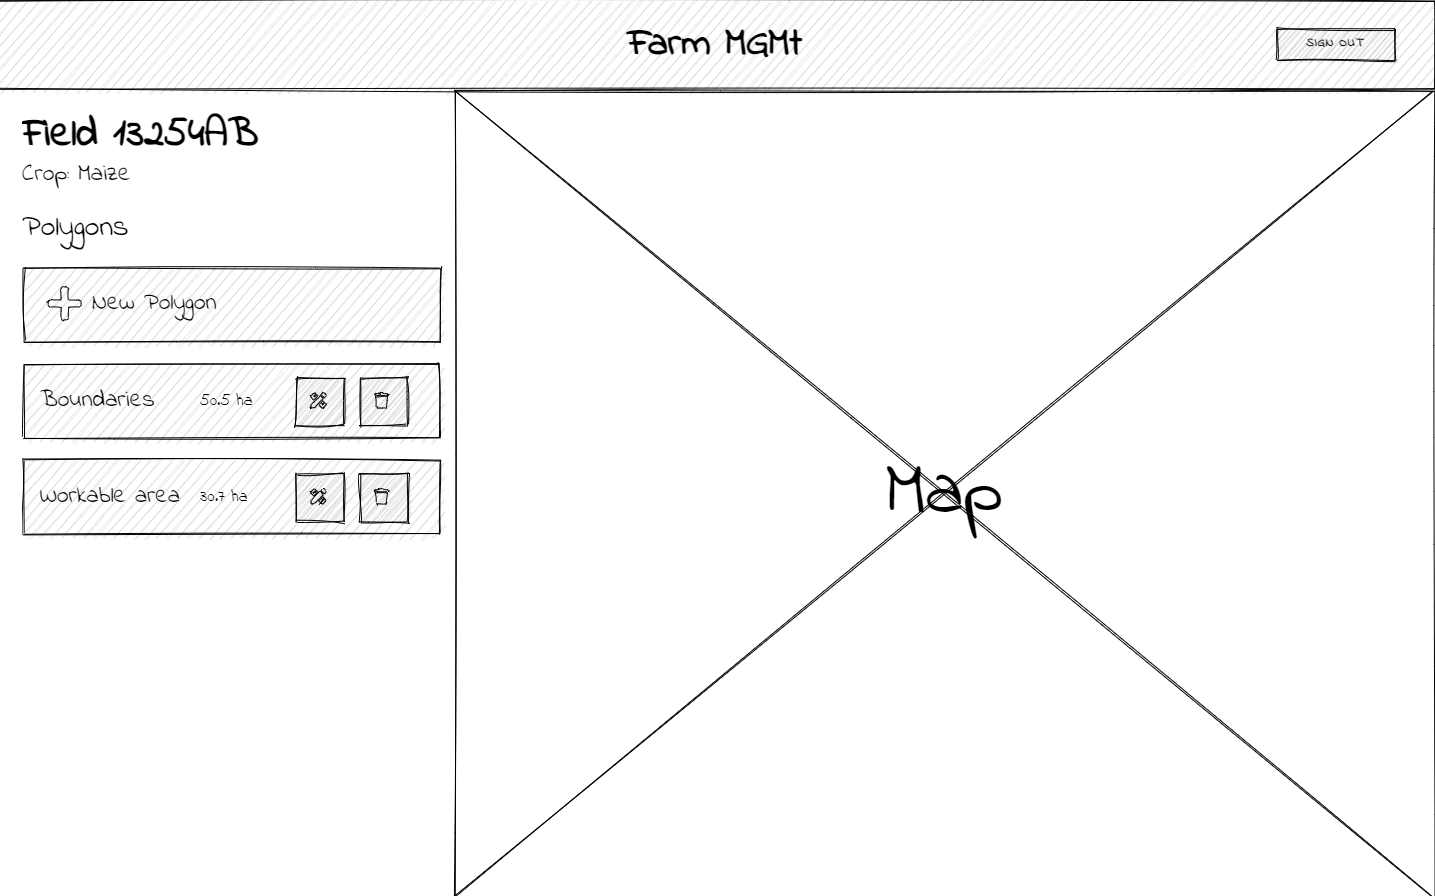 Farm MGMt
SIGN OUT
Field 13254AB
Crop: Maize
Polygons
New Polygon
Boundaries 50.5 ha
Workable area 30.7 ha
Map